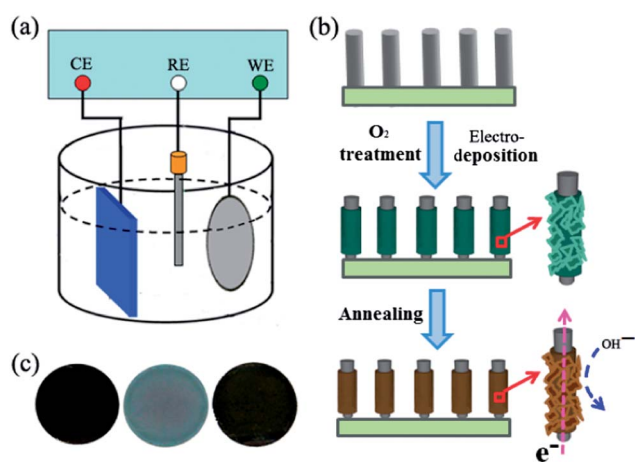 (a)
CE
RE
WE
(b)
O₂
treatment
Electro-
deposition
Annealing
OH⁻
e⁻
(c)